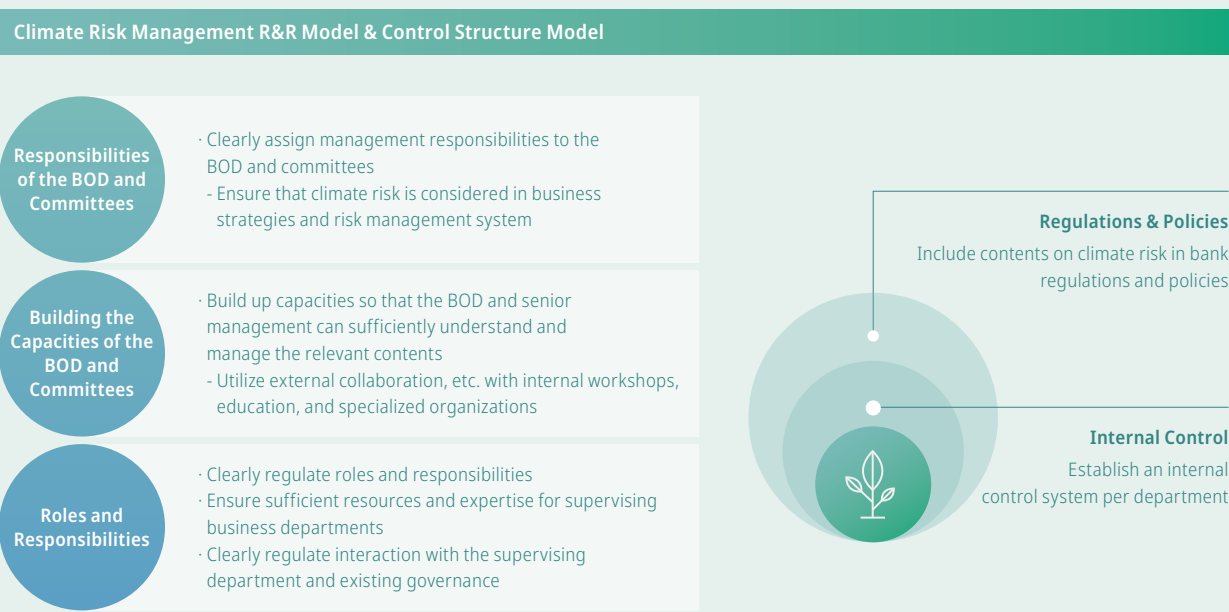 Climate Risk Management R&R Model & Control Structure Model
Responsibilities
of the BOD and
Committees
· Clearly assign management responsibilities to the
BOD and committees
- Ensure that climate risk is considered in business
strategies and risk management system
Building the
Capacities of the
BOD and
Committees
· Build up capacities so that the BOD and senior
management can sufficiently understand and
manage the relevant contents
- Utilize external collaboration, etc. with internal workshops,
education, and specialized organizations
Roles and
Responsibilities
· Clearly regulate roles and responsibilities
· Ensure sufficient resources and expertise for supervising
business departments
· Clearly regulate interaction with the supervising
department and existing governance
Regulations & Policies
Include contents on climate risk in bank
regulations and policies
Internal Control
Establish an internal
control system per department